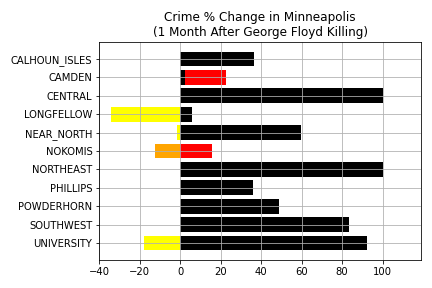 Crime % Change in Minneapolis
(1 Month After George Floyd Killing)
CALHOUN_ISLES
CAMDEN
CENTRAL
LONGFELLOW
NEAR_NORTH
NOKOMIS
NORTHEAST
PHILLIPS
POWDERHORN
SOUTHWEST
UNIVERSITY
−40 −20 0 20 40 60 80 100